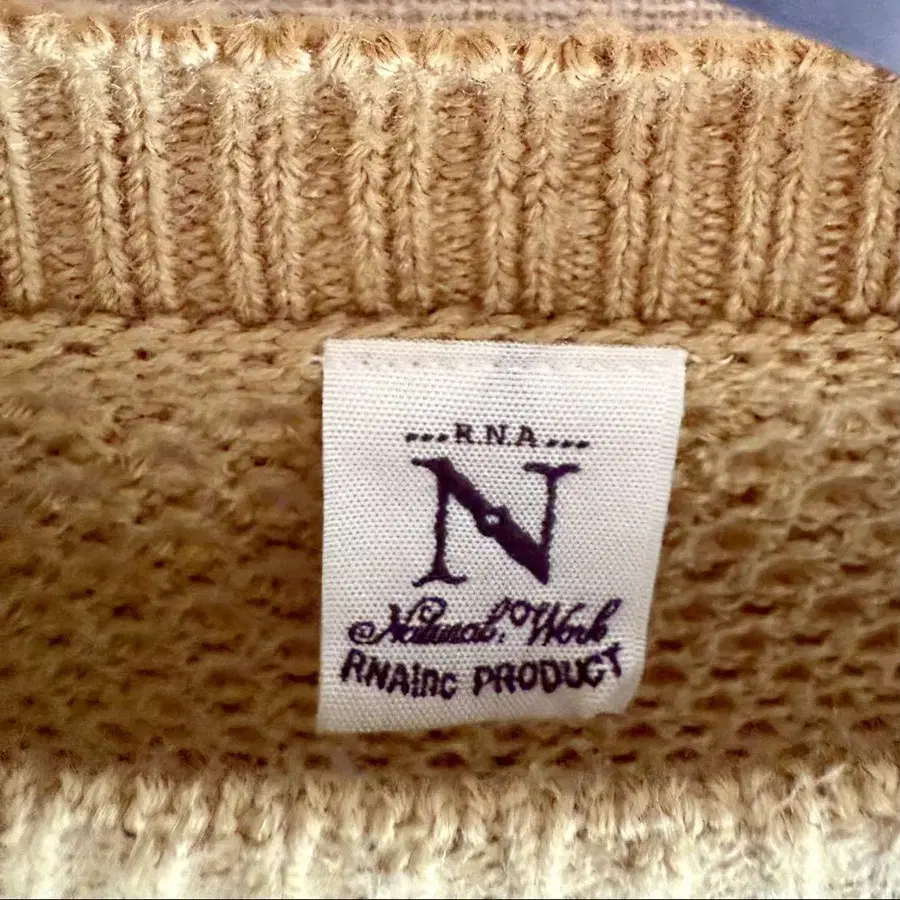 ---R.N.A---
N
Natural Work
RNAInc PRODUCT